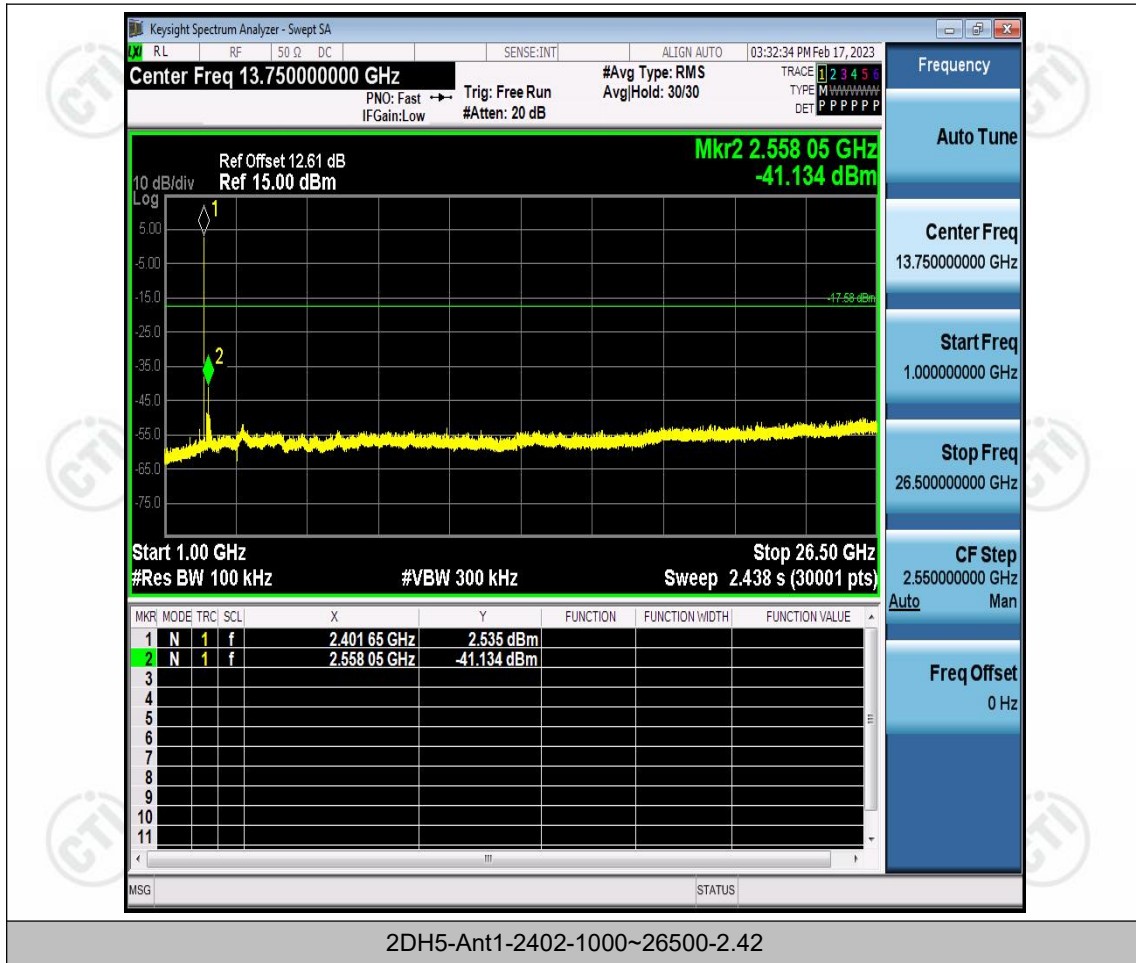 Keysight Spectrum Analyzer - Swept SA
LXI RL RF 50 Ω DC SENSE:INT ALIGN AUTO 03:32:34 PM Feb 17, 2023
Center Freq 13.750000000 GHz
PNO: Fast
IFGain:Low
Trig: Free Run
#Atten: 20 dB
#Avg Type: RMS
Avg|Hold: 30/30
TRACE 1 2 3 4 5 6
TYPE M WWWWW
DET P P P P P P
Mkr2 2.558 05 GHz
-41.134 dBm
Ref Offset 12.61 dB
10 dB/div Ref 15.00 dBm
Log
1
5.00
-5.00
-15.0
-17.58 dBm
-25.0
2
-35.0
-45.0
-55.0
-65.0
-75.0
Start 1.00 GHz Stop 26.50 GHz
#Res BW 100 kHz #VBW 300 kHz Sweep 2.438 s (30001 pts)
MKR MODE TRC SCL X Y FUNCTION FUNCTION WIDTH FUNCTION VALUE
1 N 1 f 2.401 65 GHz 2.535 dBm
2 N 1 f 2.558 05 GHz -41.134 dBm
3
4
5
6
7
8
9
10
11
MSG STATUS
Frequency
Auto Tune
Center Freq
13.750000000 GHz
Start Freq
1.000000000 GHz
Stop Freq
26.500000000 GHz
CF Step
2.550000000 GHz
Auto Man
Freq Offset
0 Hz
CTI
CTI
CTI
CTI
CTI
CTI
2DH5-Ant1-2402-1000~26500-2.42